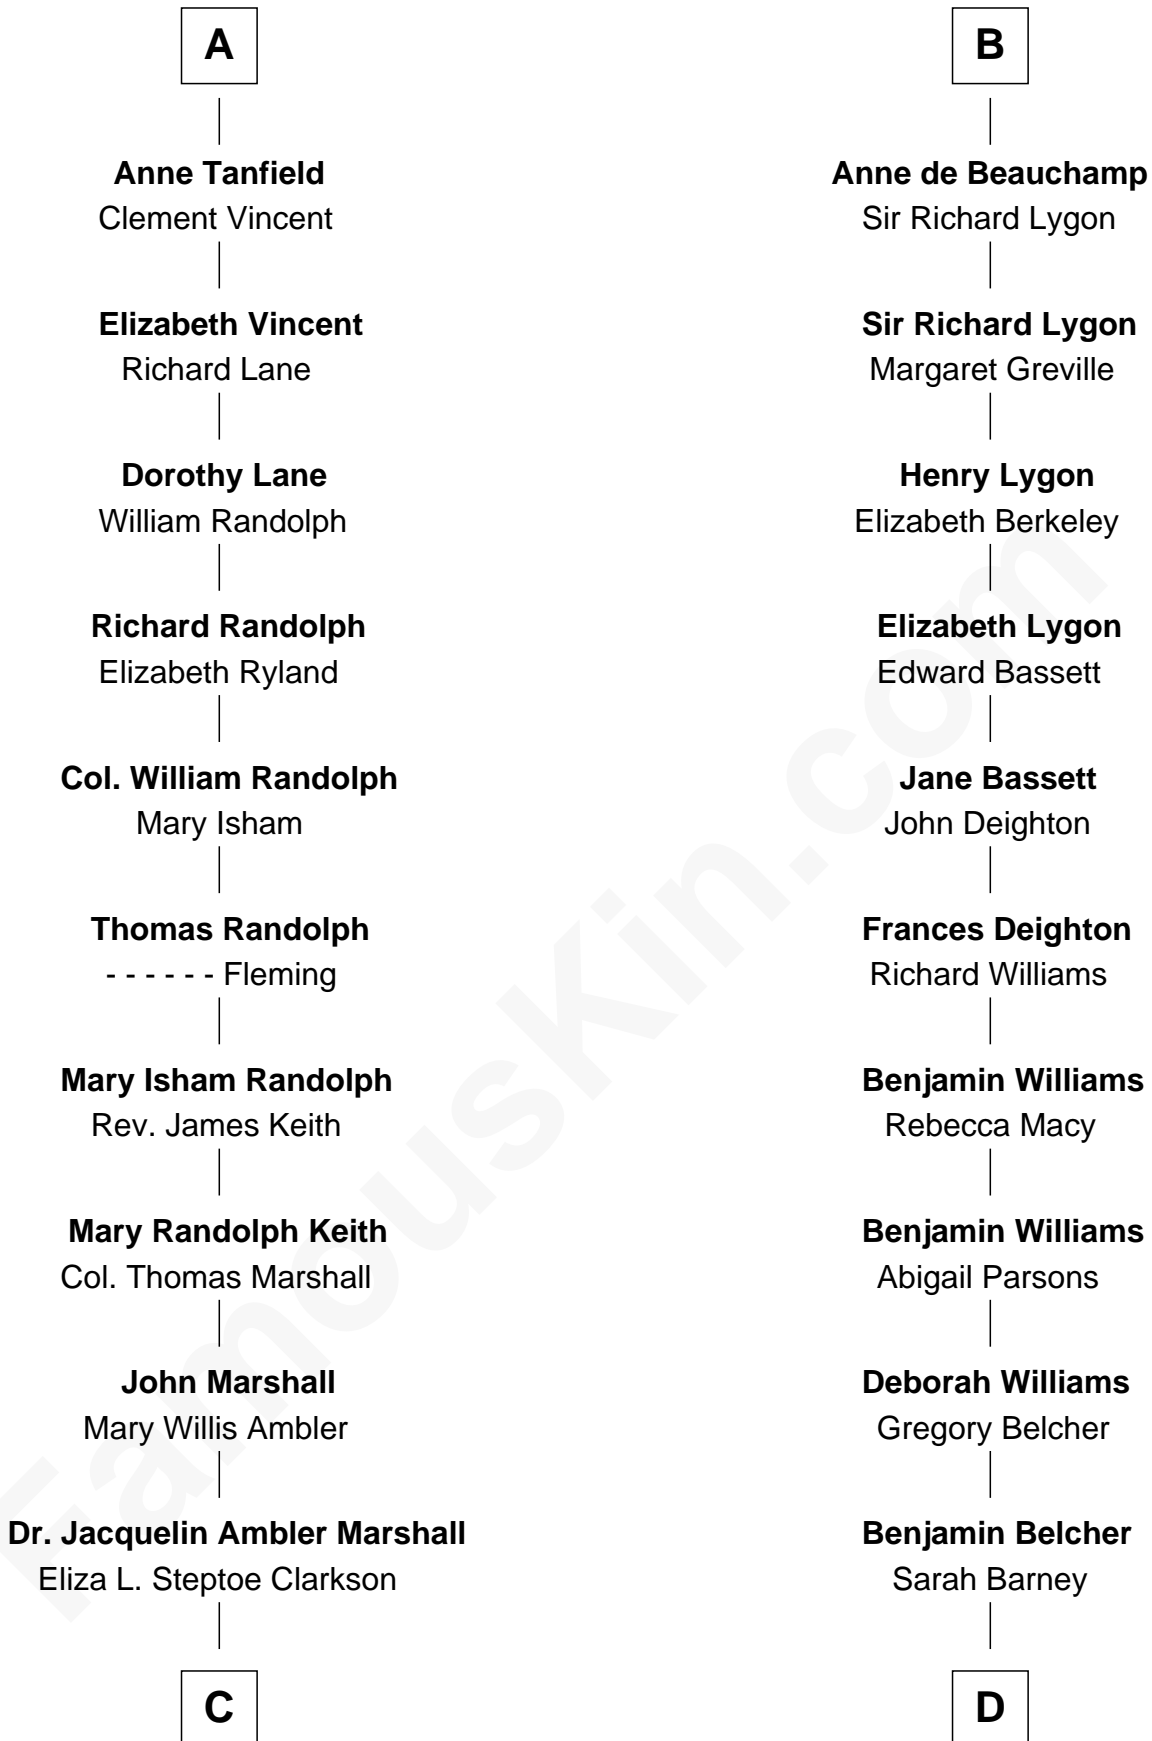 A
Anne Tanfield
Clement Vincent
Elizabeth Vincent
Richard Lane
Dorothy Lane
William Randolph
Richard Randolph
Elizabeth Ryland
Col. William Randolph
Mary Isham
Thomas Randolph
- - - - - - Fleming
Mary Isham Randolph
Rev. James Keith
Mary Randolph Keith
Col. Thomas Marshall
John Marshall
Mary Willis Ambler
Dr. Jacquelin Ambler Marshall
Eliza L. Steptoe Clarkson
C
B
Anne de Beauchamp
Sir Richard Lygon
Sir Richard Lygon
Margaret Greville
Henry Lygon
Elizabeth Berkeley
Elizabeth Lygon
Edward Bassett
Jane Bassett
John Deighton
Frances Deighton
Richard Williams
Benjamin Williams
Rebecca Macy
Benjamin Williams
Abigail Parsons
Deborah Williams
Gregory Belcher
Benjamin Belcher
Sarah Barney
D
FamousKin.com